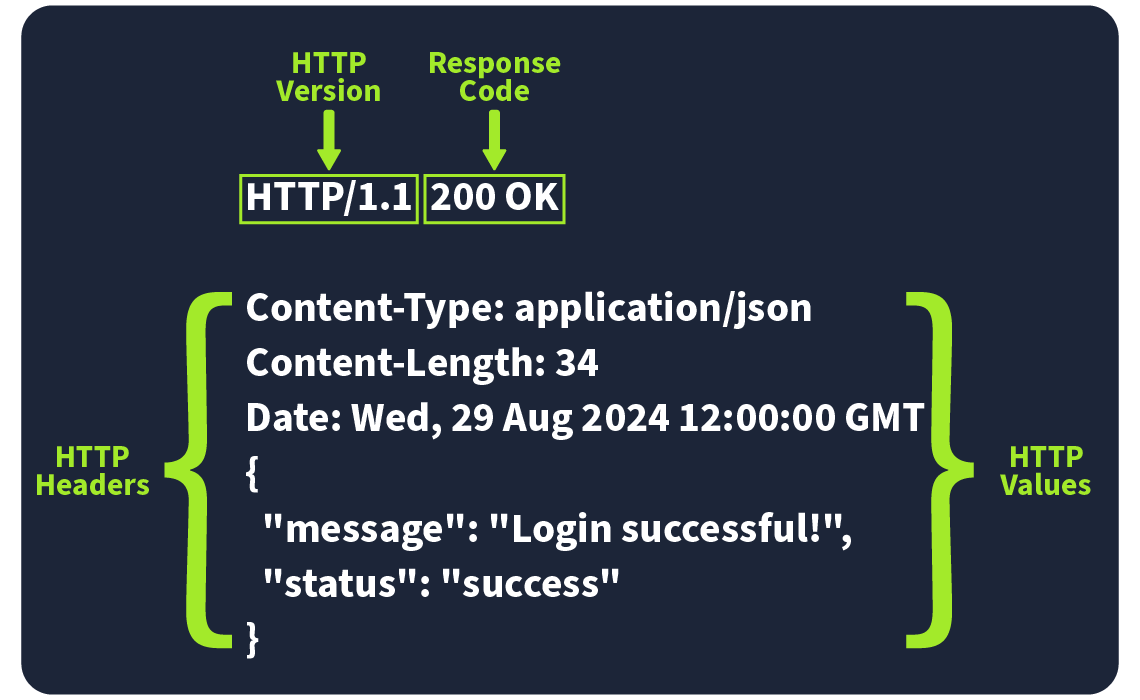 HTTP
Version
Response
Code
HTTP/1.1 200 OK
Content-Type: application/json
Content-Length: 34
Date: Wed, 29 Aug 2024 12:00:00 GMT
{
"message": "Login successful!",
"status": "success"
}
HTTP
Headers
HTTP
Values